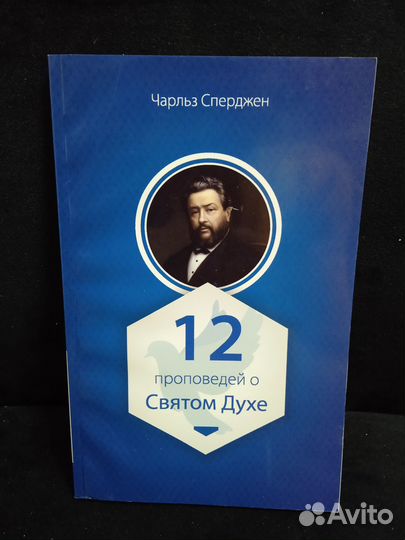 Чарльз Сперджен
12
проповедей о
Святом Духе
Avito